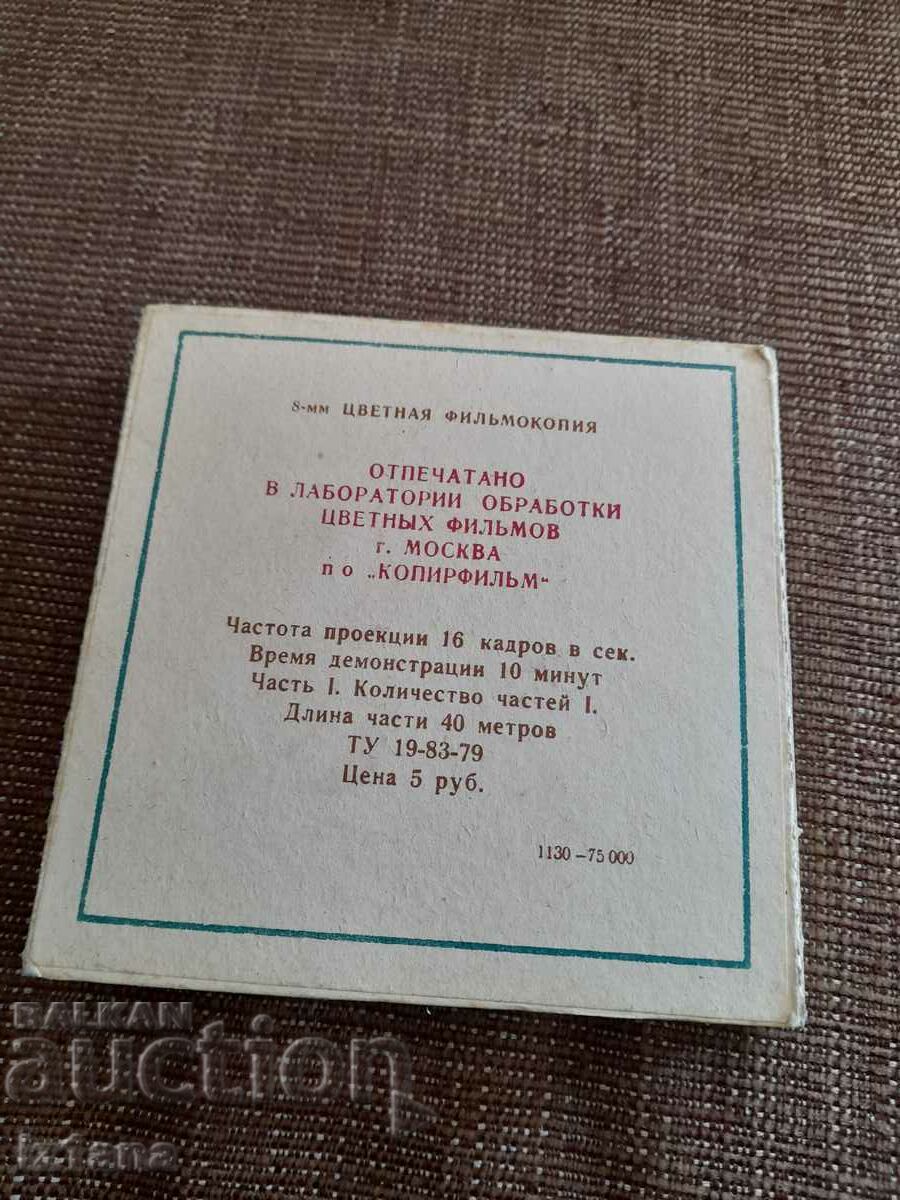 8-мм ЦВЕТНАЯ ФИЛЬМОКОПИЯ
ОТПЕЧАТАНО
В ЛАБОРАТОРИИ ОБРАБОТКИ
ЦВЕТНЫХ ФИЛЬМОВ
г. МОСКВА
по „КОПИРФИЛЬМ“
Частота проекции 16 кадров в сек.
Время демонстрации 10 минут
Часть I. Количество частей I.
Длина части 40 метров
ТУ 19-83-79
Цена 5 руб.
1130-75 000
BALKAN
auction
ixfana